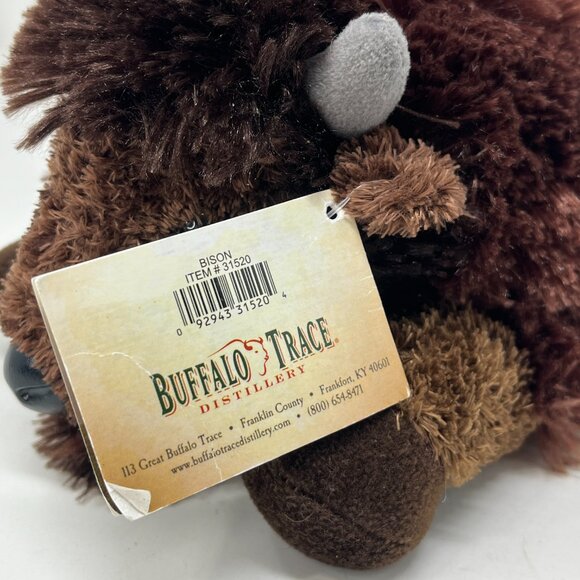 BISON
ITEM # 31520
0 92943 31520 4
BUFFALO TRACE®
DISTILLERY
113 Great Buffalo Trace • Franklin County • Frankfort, KY 40601
www.buffalotracedistillery.com • (800) 654-8471